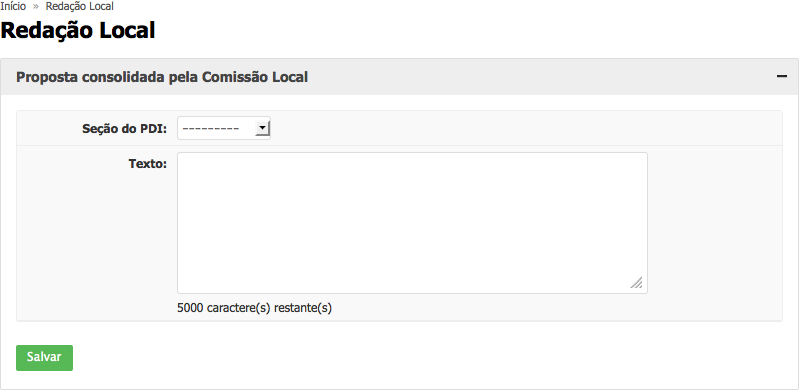 Início » Redação Local
Redação Local
Proposta consolidada pela Comissão Local
Seção do PDI: ---------
Texto:
5000 caractere(s) restante(s)
Salvar